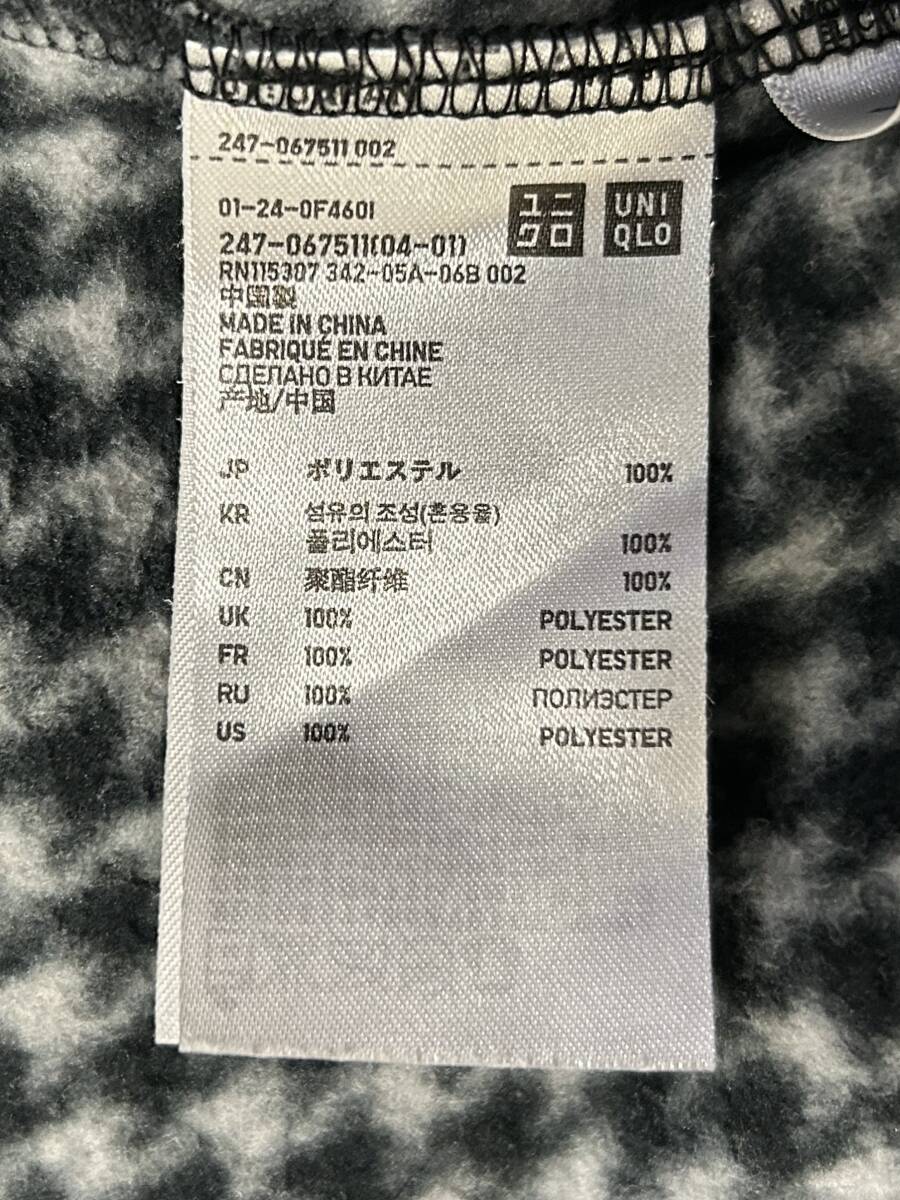 247-067511 002
01-24-0F4601
ユニ
クロ
UNI
QLO
247-067511(04-01)
RN115307 342-05A-06B 002
中国製
MADE IN CHINA
FABRIQUÉ EN CHINE
СДЕЛАНО В КИТАЕ
产地/中国
JP ポリエステル 100%
KR 섬유의 조성(혼용율)
폴리에스터 100%
CN 聚酯纤维 100%
UK 100% POLYESTER
FR 100% POLYESTER
RU 100% ПОЛИЭСТЕР
US 100% POLYESTER